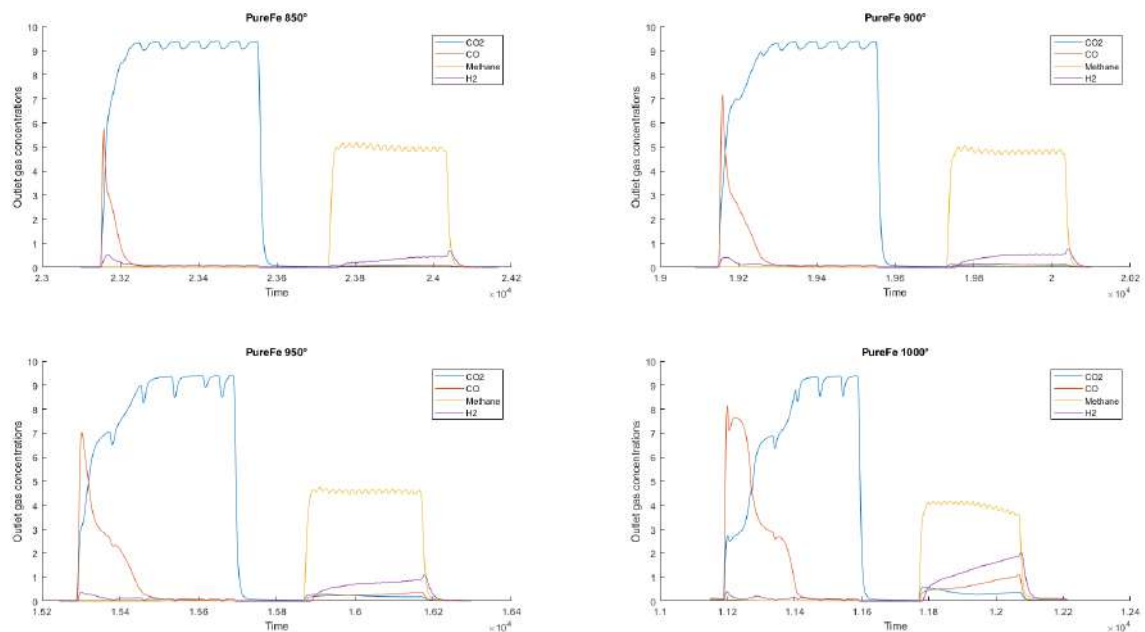 PureFe 850°
10
9
8
7
6
5
4
3
2
1
0
Outlet gas concentrations
CO2
CO
Methane
H2
2.3
2.32
2.34
2.36
2.38
2.4
2.42
Time
×10⁴
PureFe 900°
10
9
8
7
6
5
4
3
2
1
0
Outlet gas concentrations
CO2
CO
Methane
H2
1.9
1.92
1.94
1.96
1.98
2
2.02
Time
×10⁴
PureFe 950°
10
9
8
7
6
5
4
3
2
1
0
Outlet gas concentrations
CO2
CO
Methane
H2
1.52
1.54
1.56
1.58
1.6
1.62
1.64
Time
×10⁴
PureFe 1000°
10
9
8
7
6
5
4
3
2
1
0
Outlet gas concentrations
CO2
CO
Methane
H2
1.1
1.12
1.14
1.16
1.18
1.2
1.22
1.24
Time
×10⁴